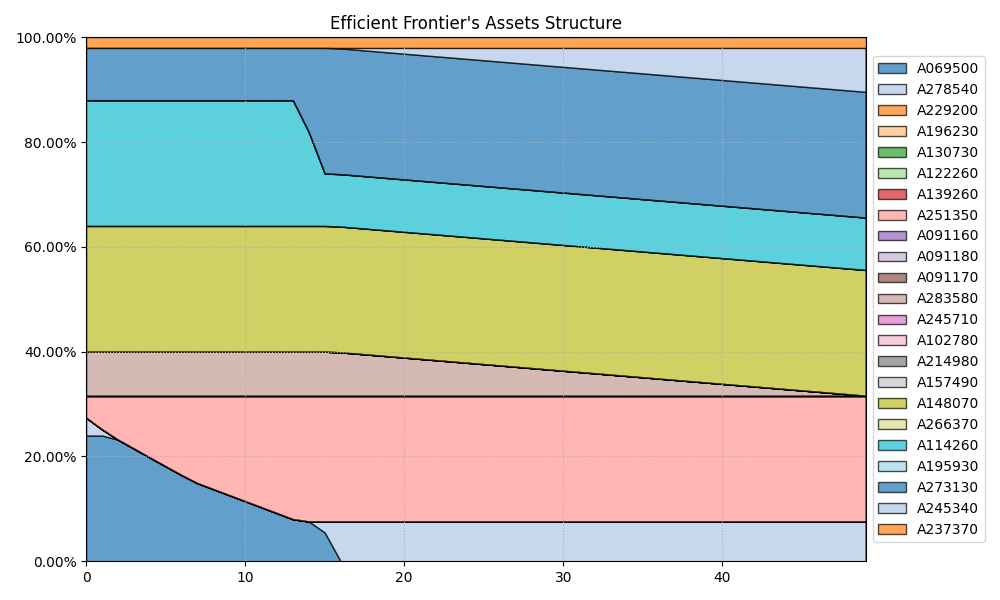 Efficient Frontier's Assets Structure
100.00%
80.00%
60.00%
40.00%
20.00%
0.00%
0
10
20
30
40
A069500
A278540
A229200
A196230
A130730
A122260
A139260
A251350
A091160
A091180
A091170
A283580
A245710
A102780
A214980
A157490
A148070
A266370
A114260
A195930
A273130
A245340
A237370